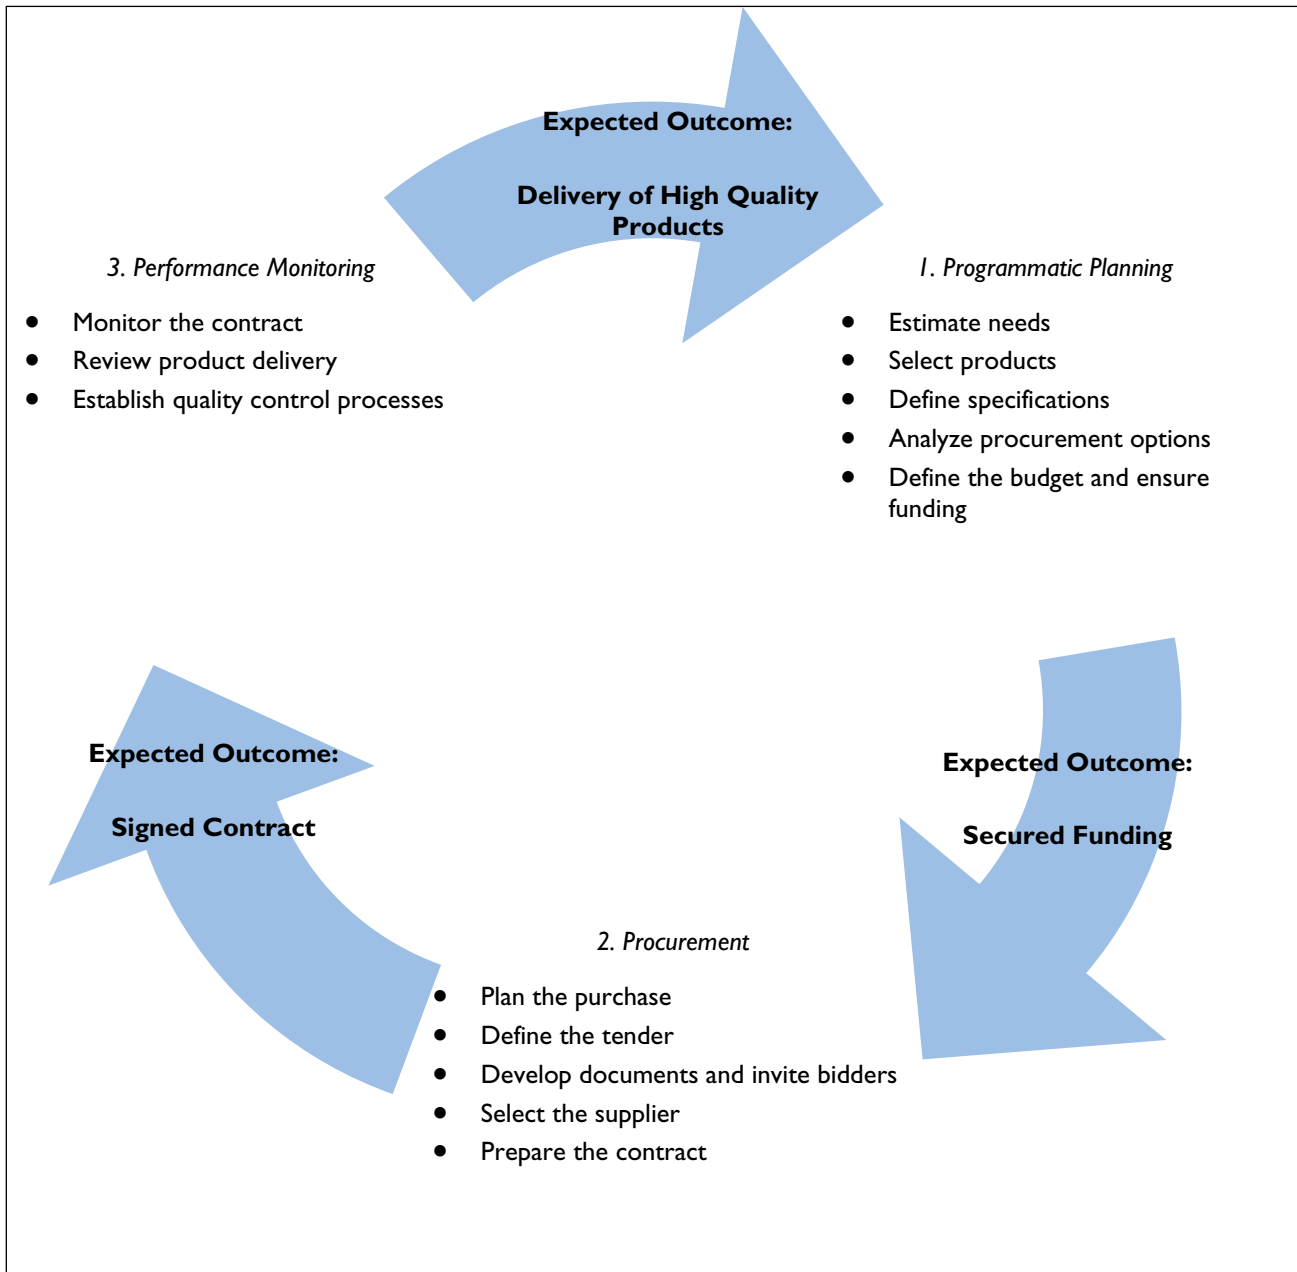 Expected Outcome:
Delivery of High Quality
Products
3. Performance Monitoring
● Monitor the contract
● Review product delivery
● Establish quality control processes
1. Programmatic Planning
● Estimate needs
● Select products
● Define specifications
● Analyze procurement options
● Define the budget and ensure
funding
Expected Outcome:
Secured Funding
2. Procurement
● Plan the purchase
● Define the tender
● Develop documents and invite bidders
● Select the supplier
● Prepare the contract
Expected Outcome:
Signed Contract